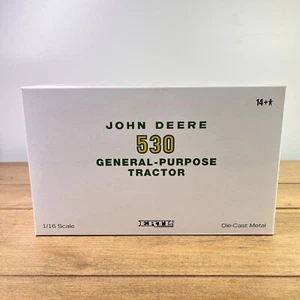 14+
JOHN DEERE
530
GENERAL-PURPOSE
TRACTOR
1/16 Scale
ERTL
Die-Cast Metal